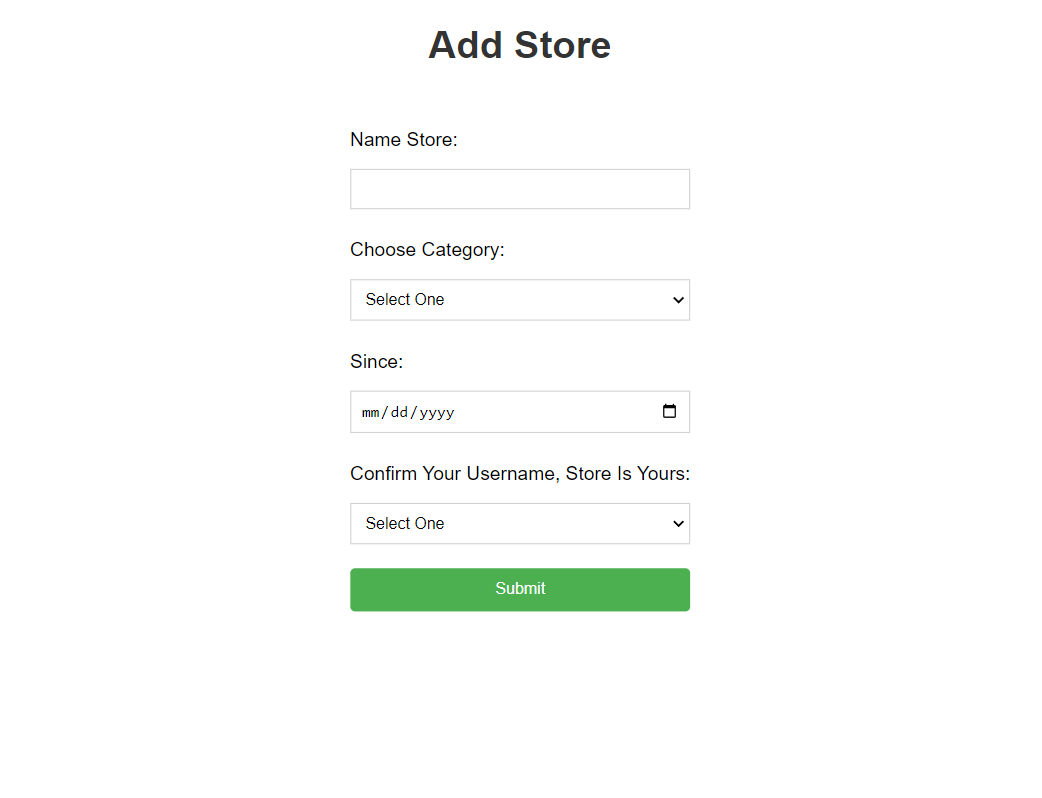 Add Store
Name Store:
Choose Category:
Select One
Since:
mm/dd/yyyy
Confirm Your Username, Store Is Yours:
Select One
Submit